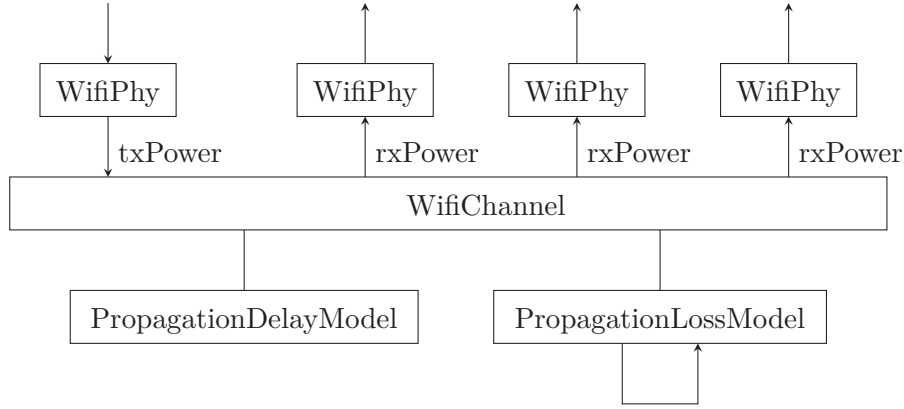 WifiPhy WifiPhy WifiPhy WifiPhy
txPower rxPower rxPower rxPower
WifiChannel
PropagationDelayModel PropagationLossModel